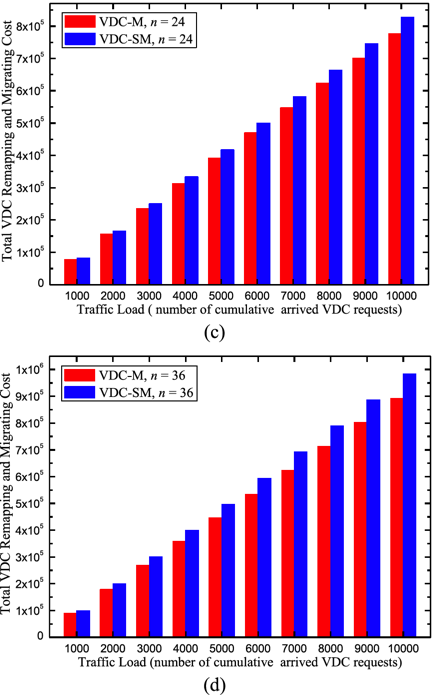 Total VDC Remapping and Migrating Cost
8x10⁵
7x10⁵
6x10⁵
5x10⁵
4x10⁵
3x10⁵
2x10⁵
1x10⁵
0
VDC-M, n = 24
VDC-SM, n = 24
1000 2000 3000 4000 5000 6000 7000 8000 9000 10000
Traffic Load ( number of cumulative arrived VDC requests)
(c)
Total VDC Remapping and Migrating Cost
1x10⁶
9x10⁵
8x10⁵
7x10⁵
6x10⁵
5x10⁵
4x10⁵
3x10⁵
2x10⁵
1x10⁵
0
VDC-M, n = 36
VDC-SM, n = 36
1000 2000 3000 4000 5000 6000 7000 8000 9000 10000
Traffic Load (number of cumulative arrived VDC requests)
(d)